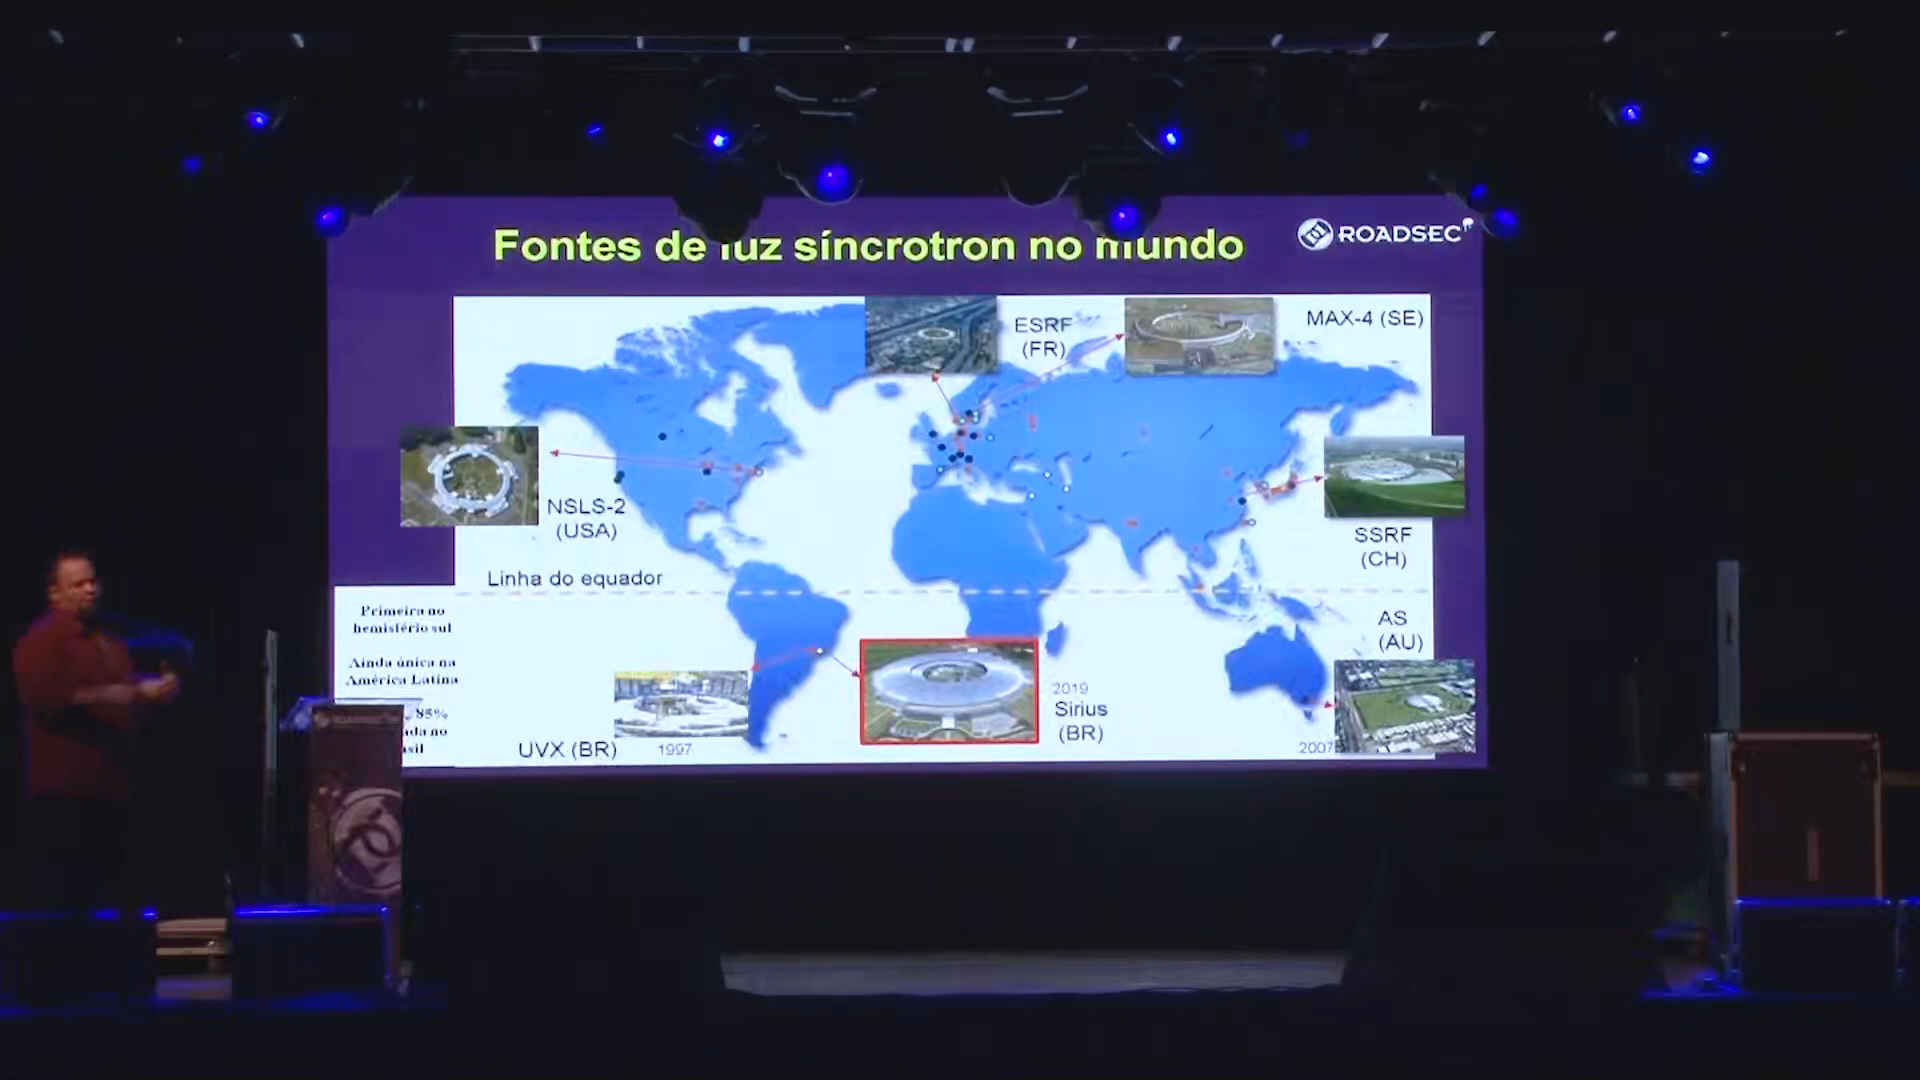 Fontes de luz síncrotron no mundo
ROADSEC
ESRF
(FR)
MAX-4 (SE)
NSLS-2
(USA)
SSRF
(CH)
Linha do equador
Primeira no
hemisfério sul
Ainda única na
América Latina
85%
AS
(AU)
2019
Sirius
(BR)
UVX (BR)
1997
2007
ROADSEC